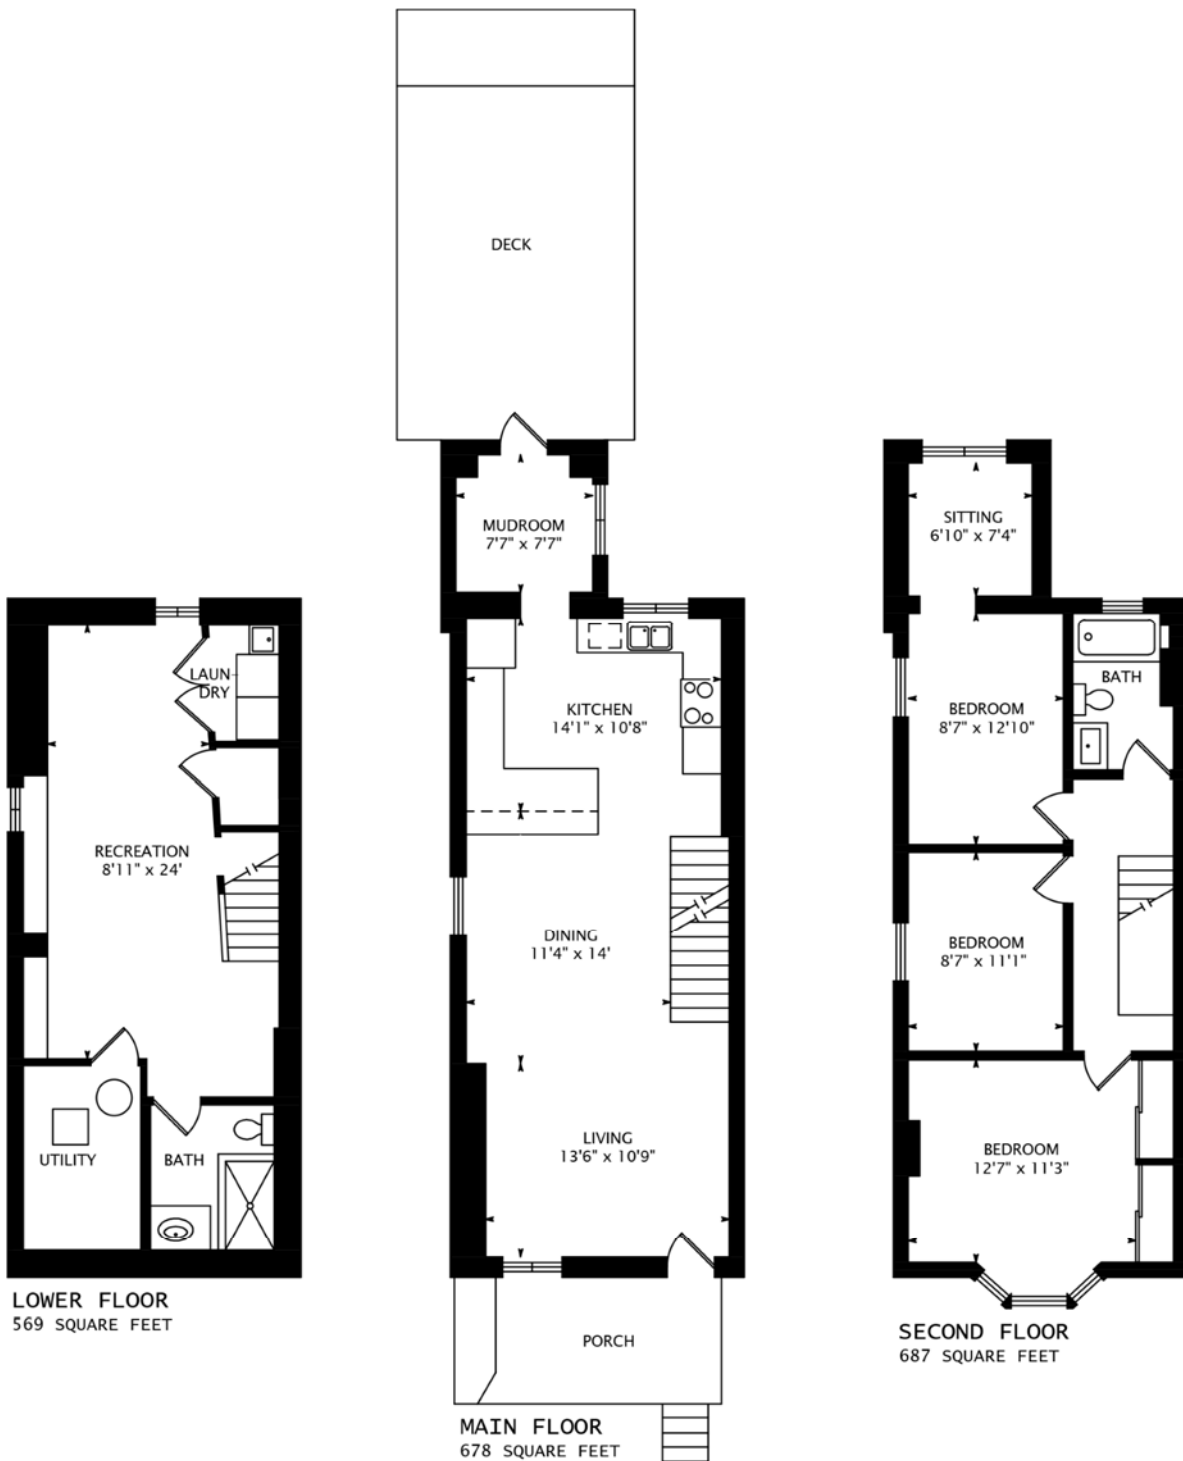 DECK
MUDROOM
7'7" x 7'7"
KITCHEN
14'1" x 10'8"
DINING
11'4" x 14'
LIVING
13'6" x 10'9"
PORCH
MAIN FLOOR
678 SQUARE FEET
LAUN-
DRY
RECREATION
8'11" x 24'
UTILITY
BATH
LOWER FLOOR
569 SQUARE FEET
SITTING
6'10" x 7'4"
BATH
BEDROOM
8'7" x 12'10"
BEDROOM
8'7" x 11'1"
BEDROOM
12'7" x 11'3"
SECOND FLOOR
687 SQUARE FEET